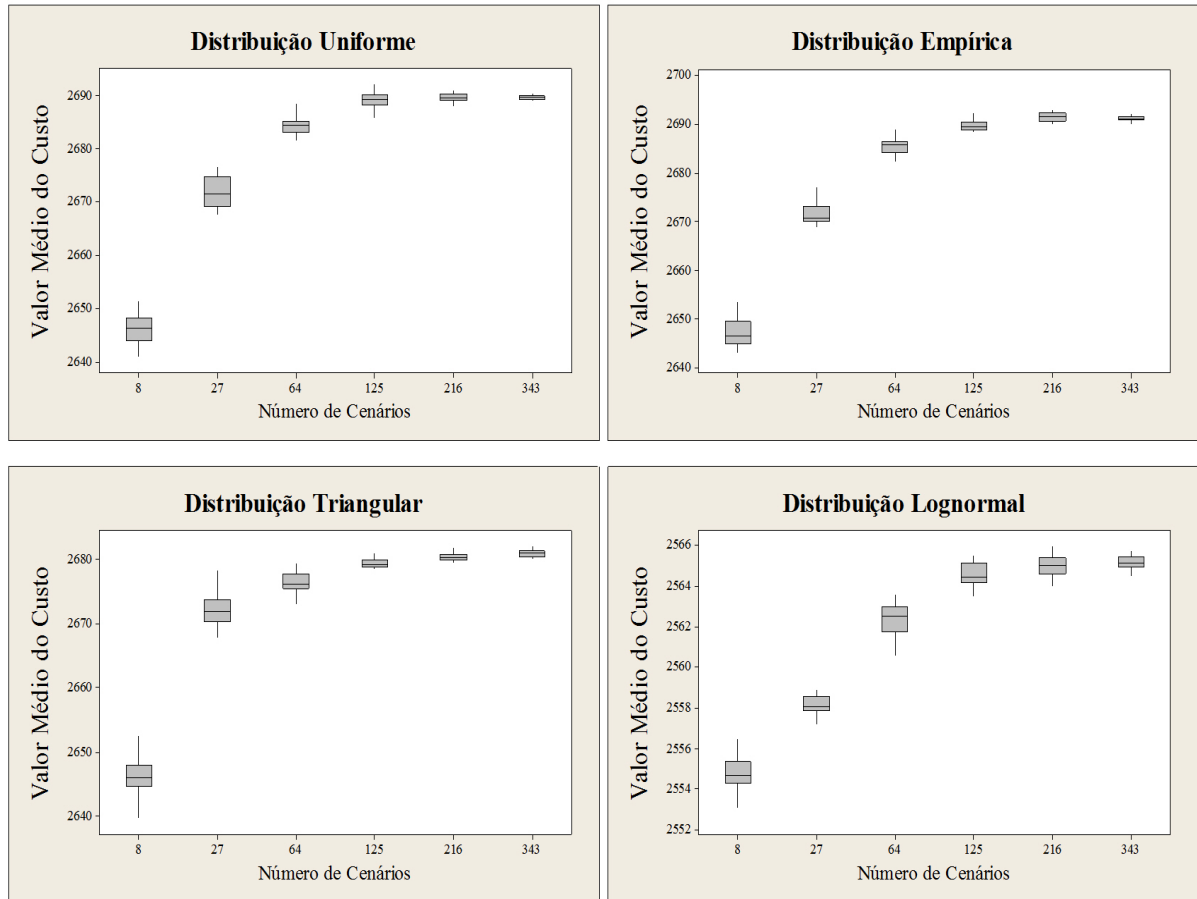 Distribuição Uniforme
Valor Médio do Custo
2690
2680
2670
2660
2650
2640
8 27 64 125 216 343
Número de Cenários
Distribuição Empírica
Valor Médio do Custo
2700
2690
2680
2670
2660
2650
2640
8 27 64 125 216 343
Número de Cenários
Distribuição Triangular
Valor Médio do Custo
2680
2670
2660
2650
2640
8 27 64 125 216 343
Número de Cenários
Distribuição Lognormal
Valor Médio do Custo
2566
2564
2562
2560
2558
2556
2554
2552
8 27 64 125 216 343
Número de Cenários